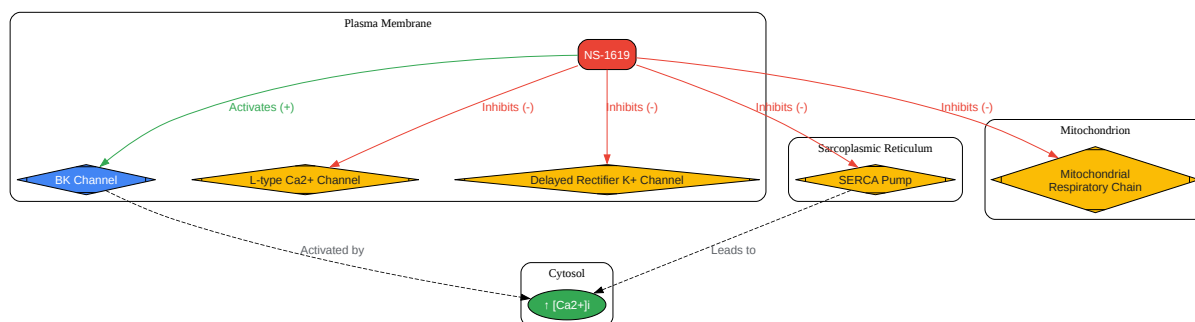 Plasma Membrane
NS-1619
Activates (+)
Inhibits (-)
Inhibits (-)
Inhibits (-)
Inhibits (-)
Mitochondrion
Sarcoplasmic Reticulum
BK Channel
L-type Ca2+ Channel
Delayed Rectifier K+ Channel
SERCA Pump
Mitochondrial
Respiratory Chain
Activated by
Leads to
Cytosol
↑ [Ca2+]i